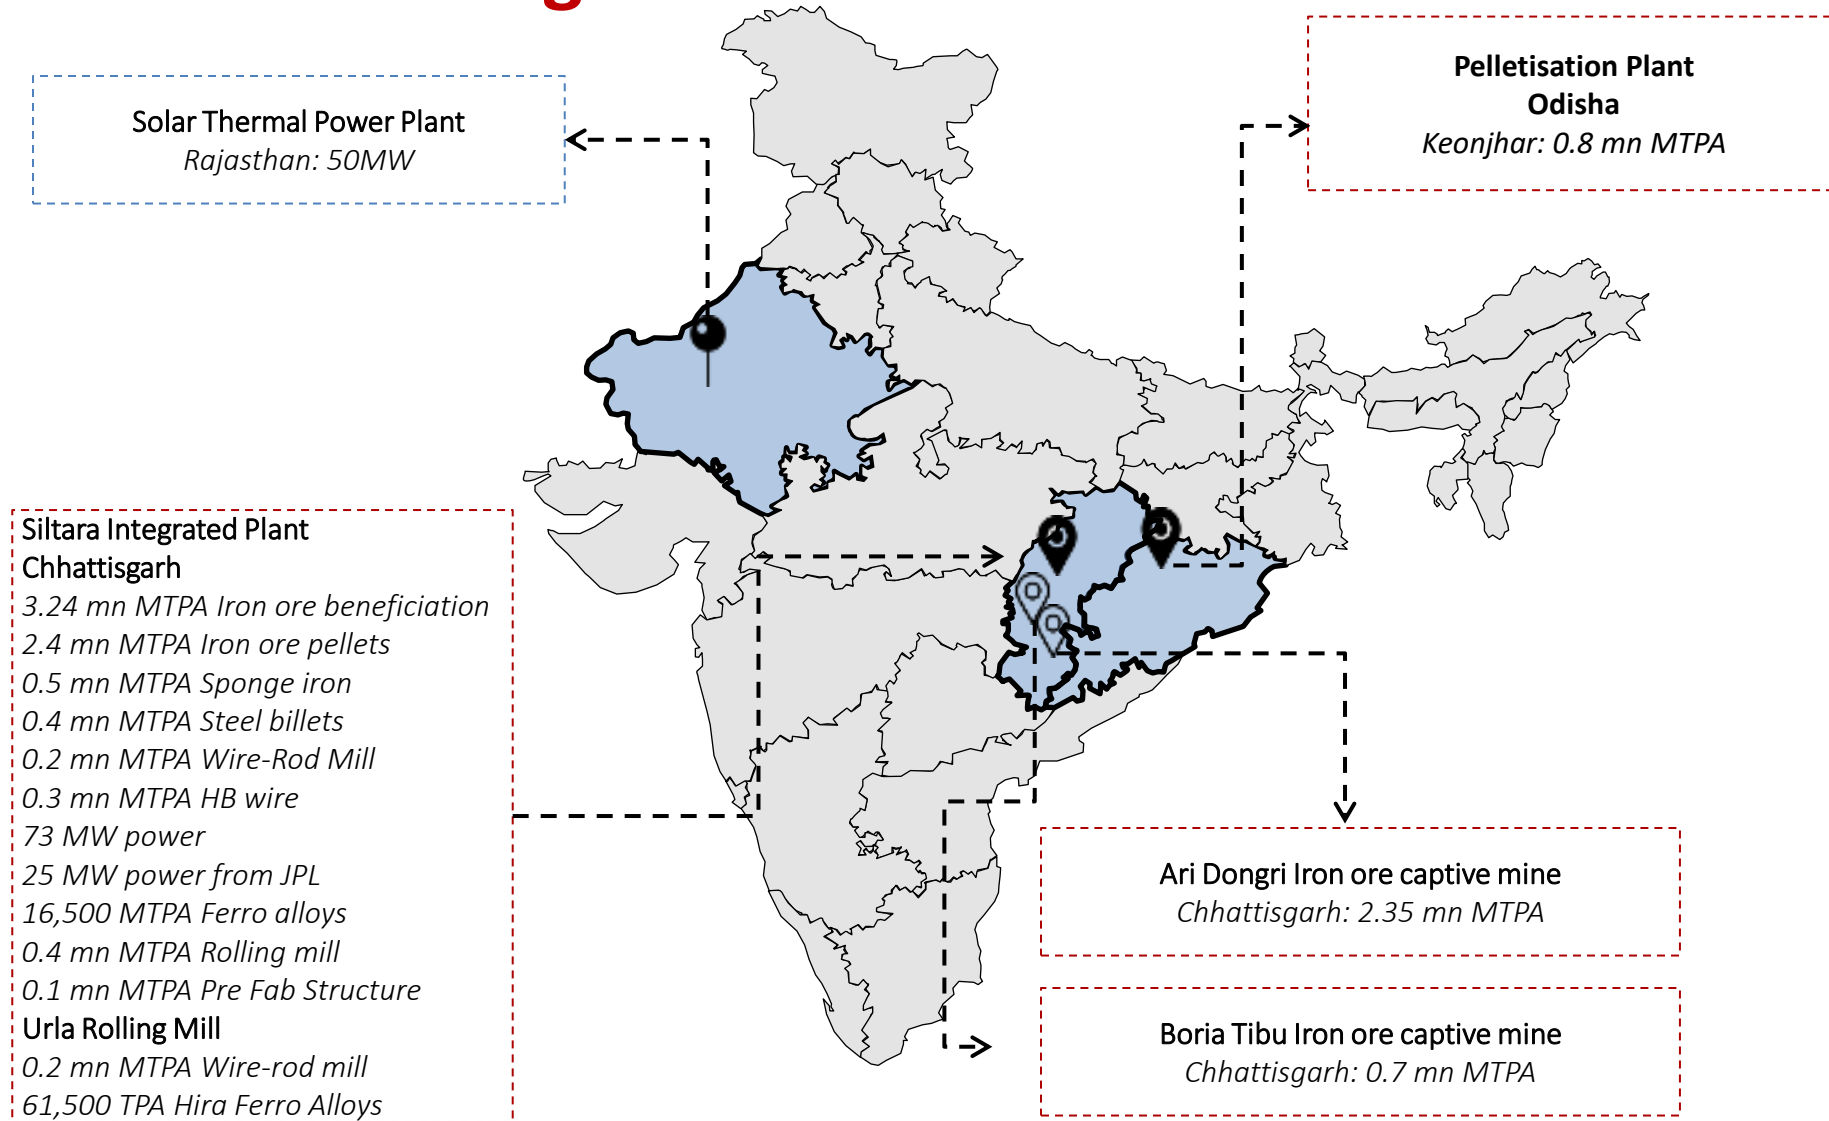 Solar Thermal Power Plant
Rajasthan: 50MW
Pelletisation Plant
Odisha
Keonjhar: 0.8 mn MTPA
Siltara Integrated Plant
Chhattisgarh
3.24 mn MTPA Iron ore beneficiation
2.4 mn MTPA Iron ore pellets
0.5 mn MTPA Sponge iron
0.4 mn MTPA Steel billets
0.2 mn MTPA Wire-Rod Mill
0.3 mn MTPA HB wire
73 MW power
25 MW power from JPL
16,500 MTPA Ferro alloys
0.4 mn MTPA Rolling mill
0.1 mn MTPA Pre Fab Structure
Urla Rolling Mill
0.2 mn MTPA Wire-rod mill
61,500 TPA Hira Ferro Alloys
Ari Dongri Iron ore captive mine
Chhattisgarh: 2.35 mn MTPA
Boria Tibu Iron ore captive mine
Chhattisgarh: 0.7 mn MTPA